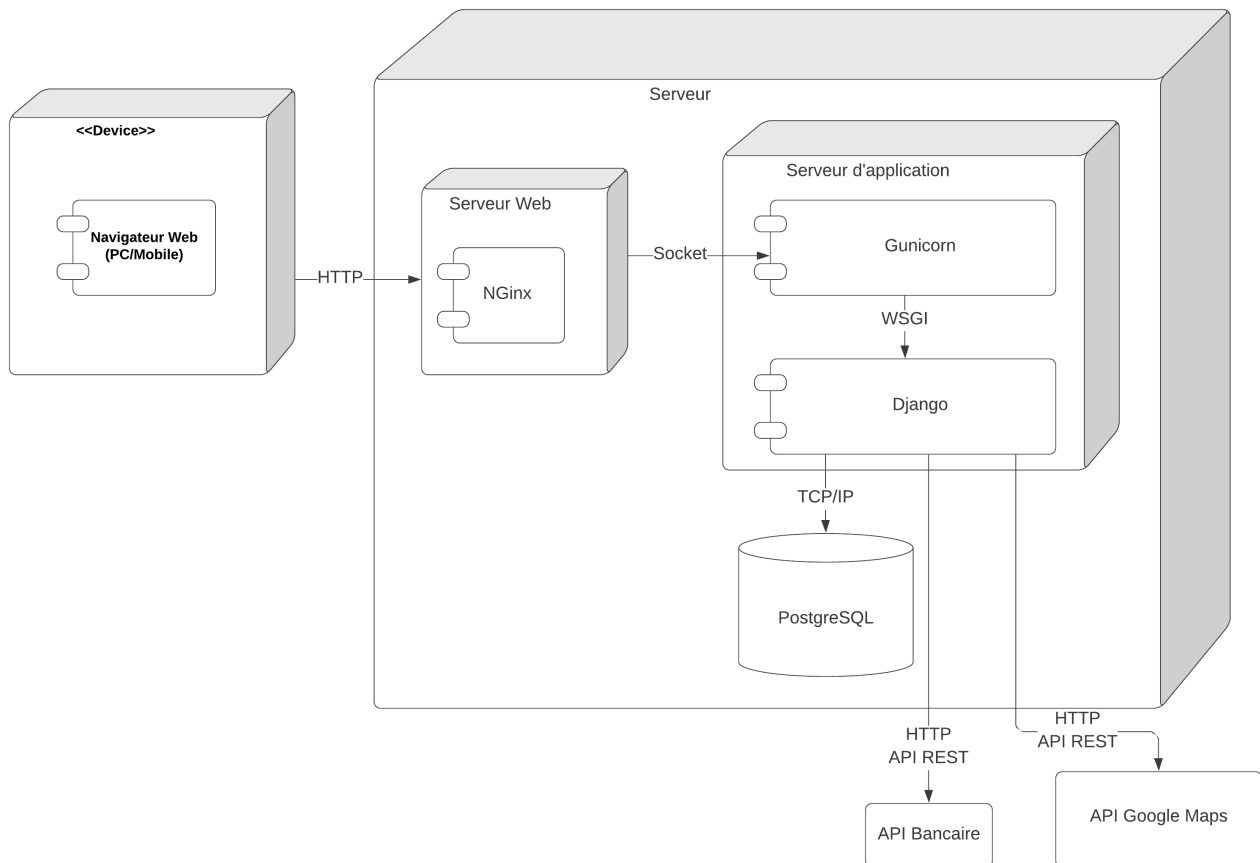 Serveur
<<Device>>
Serveur d'application
Serveur Web
Navigateur Web
(PC/Mobile)
Gunicorn
Socket
HTTP
NGinx
WSGI
Django
TCP/IP
PostgreSQL
HTTP
API REST
HTTP
API REST
API Google Maps
API Bancaire